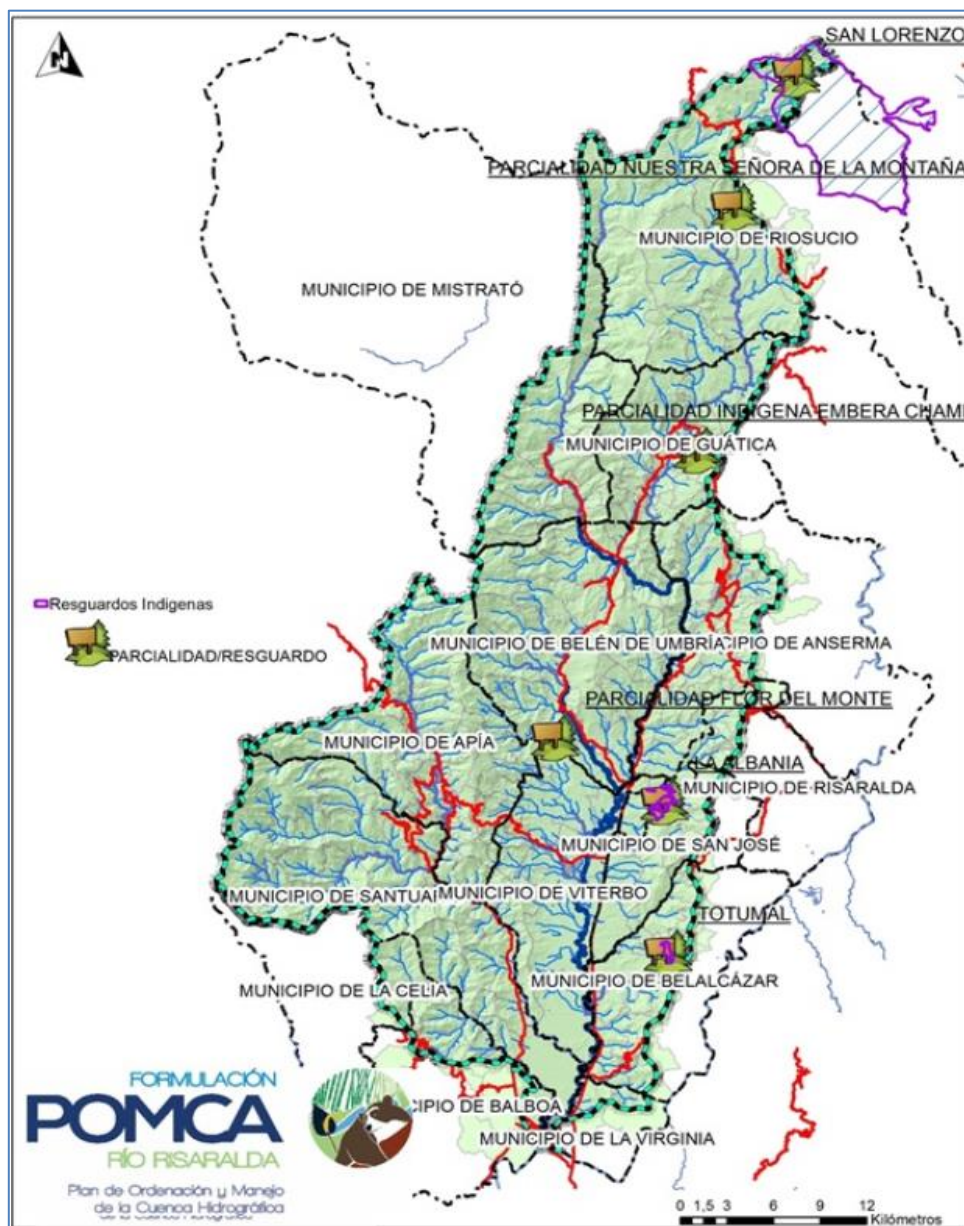 N
SAN LORENZO
PARCIALIDAD NUESTRA SEÑORA DE LA MONTAÑA
MUNICIPIO DE RIOSUCIO
MUNICIPIO DE MISTRATÓ
PARCIALIDAD INDIGENA EMBERA CHAMI
MUNICIPIO DE GUÁTICA
Resguardos Indigenas
PARCIALIDAD/RESGUARDO
MUNICIPIO DE BELÉN DE UMBRÍA
CIPIO DE ANSERMA
PARCIALIDAD FLOR DEL MONTE
MUNICIPIO DE APÍA
LA ALBANIA
MUNICIPIO DE RISARALDA
MUNICIPIO DE SAN JOSÉ
MUNICIPIO DE SANTUA
MUNICIPIO DE VITERBO
TOTUMAL
MUNICIPIO DE BELALCÁZAR
MUNICIPIO DE LA CELIA
CIPIO DE BALBOA
MUNICIPIO DE LA VIRGINIA
FORMULACIÓN
POMCA
RÍO RISARALDA
Plan de Ordenación y Manejo
de la Cuenca Hidrográfica
0 1,5 3 6 9 12
Kilómetros